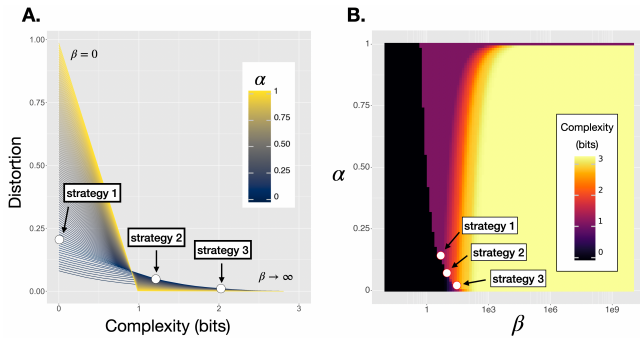 A.
B.
1.00
0.75
0.50
0.25
0.00
Distortion
β = 0
α
1
0.75
0.50
0.25
0
strategy 1
strategy 2
strategy 3
β → ∞
0
1
2
3
Complexity (bits)
1
0.75
0.50
0.25
0
α
Complexity
(bits)
3
2
1
0
strategy 1
strategy 2
strategy 3
1
1e3
1e6
1e9
β